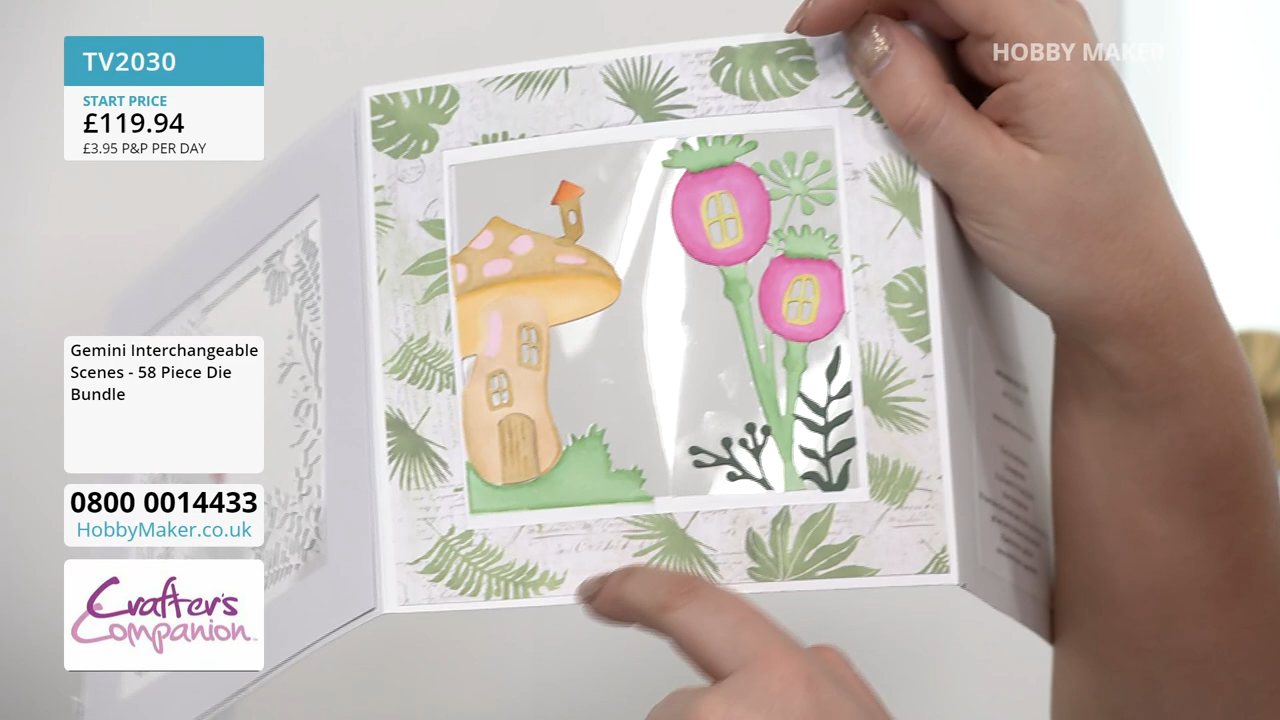 TV2030
START PRICE
£119.94
£3.95 P&P PER DAY
HOBBY MAKER
Gemini Interchangeable
Scenes - 58 Piece Die
Bundle
0800 0014433
HobbyMaker.co.uk
Crafter's
Companion